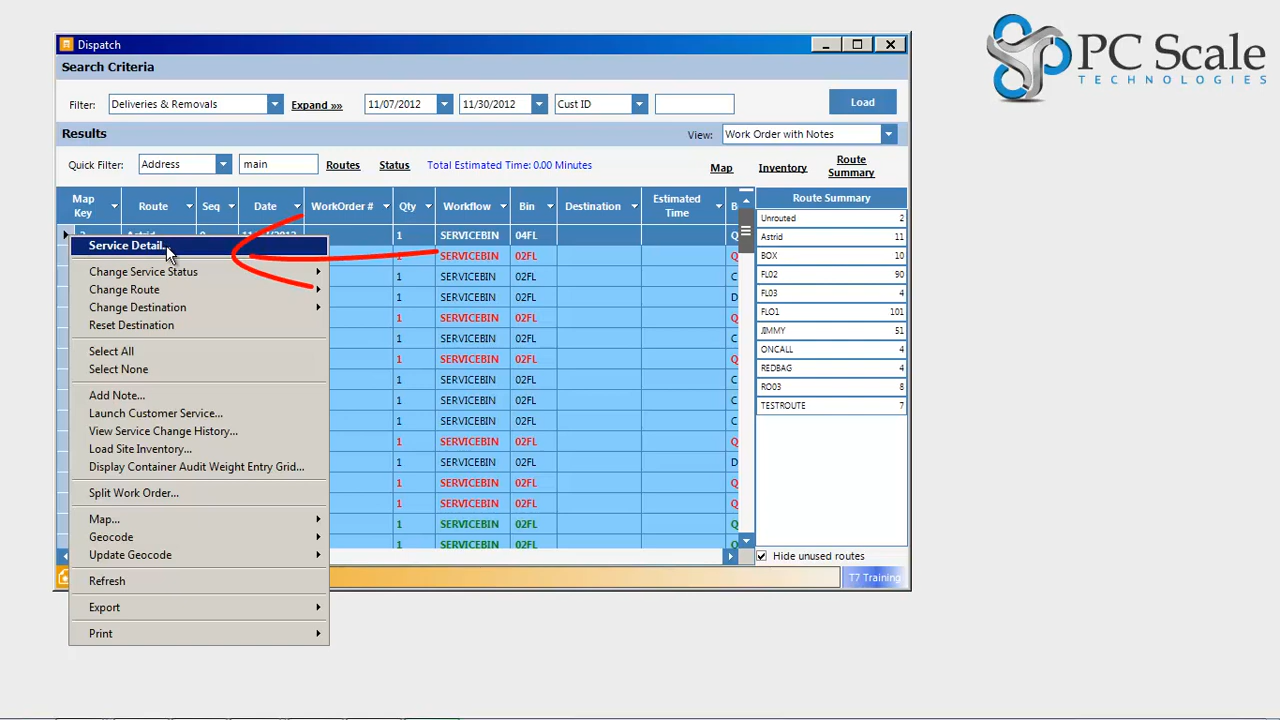 PC Scale
TECHNOLOGIES
Dispatch
Search Criteria
Filter: Deliveries & Removals Expand »» 11/07/2012 11/30/2012 Cust ID Load
Results View: Work Order with Notes
Quick Filter: Address main Routes Status Total Estimated Time: 0.00 Minutes Map Inventory Route Summary
Map Key Route Seq Date WorkOrder # Qty Workflow Bin Destination Estimated Time Route Summary
1 SERVICEBIN 04FL Q
1 SERVICEBIN 02FL Q
1 SERVICEBIN 02FL C
1 SERVICEBIN 02FL D
1 SERVICEBIN 02FL Q
1 SERVICEBIN 02FL C
1 SERVICEBIN 02FL Q
1 SERVICEBIN 02FL C
1 SERVICEBIN 02FL C
1 SERVICEBIN 02FL C
1 SERVICEBIN 02FL Q
1 SERVICEBIN 02FL D
1 SERVICEBIN 02FL Q
1 SERVICEBIN 02FL Q
1 SERVICEBIN 02FL Q
1 SERVICEBIN 02FL Q
Service Detail...
Change Service Status
Change Route
Change Destination
Reset Destination
Select All
Select None
Add Note...
Launch Customer Service...
View Service Change History...
Load Site Inventory...
Display Container Audit Weight Entry Grid...
Split Work Order...
Map...
Geocode
Update Geocode
Refresh
Export
Print
Unrouted 2
Astrid 11
BOX 10
FL02 90
FL03 4
FLO1 101
JIMMY 51
ONCALL 4
REDBAG 4
RO03 8
TESTROUTE 7
Hide unused routes
T7 Training